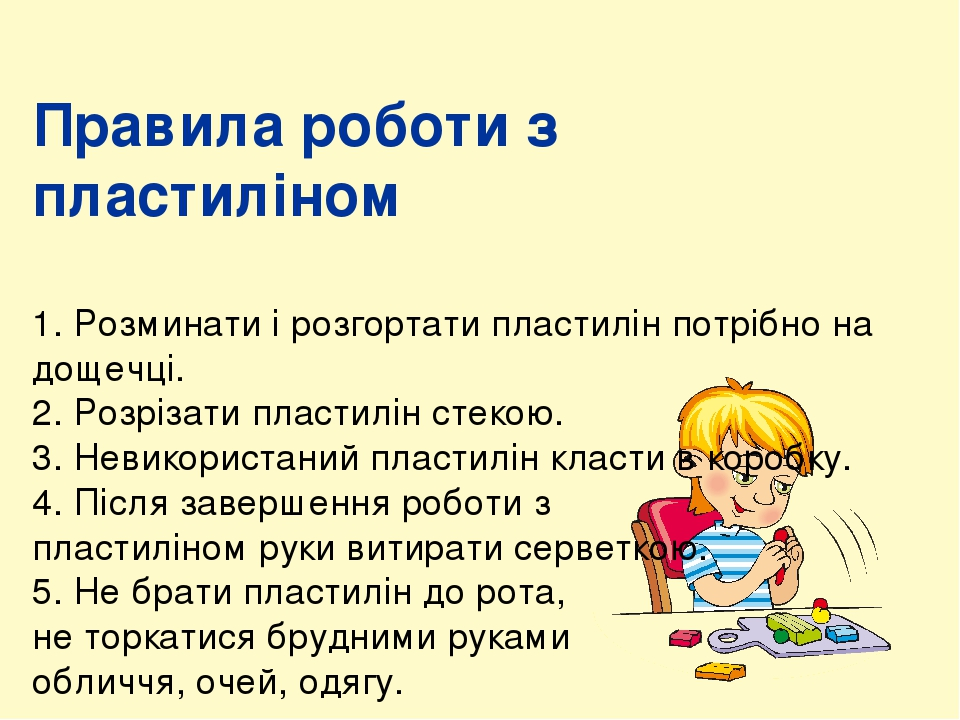 Правила роботи з
пластиліном
1. Розминати і розгортати пластилін потрібно на
дощечці.
2. Розрізати пластилін стекою.
3. Невикористаний пластилін класти в коробку.
4. Після завершення роботи з
пластиліном руки витирати серветкою.
5. Не брати пластилін до рота,
не торкатися брудними руками
обличчя, очей, одягу.